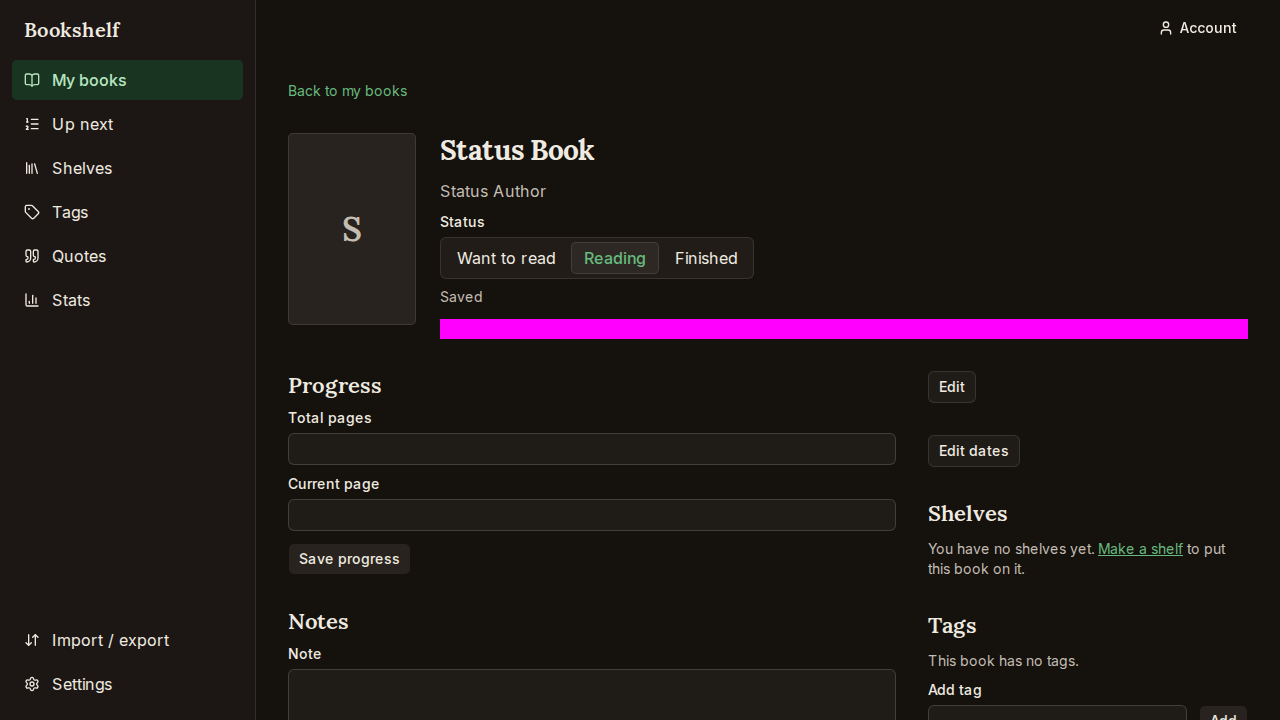 Bookshelf
Account
My books
Up next
Shelves
Tags
Quotes
Stats
Import / export
Settings
Back to my books
S
Status Book
Status Author
Status
Want to read Reading Finished
Saved
Progress
Total pages
Current page
Save progress
Notes
Note
Edit
Edit dates
Shelves
You have no shelves yet. Make a shelf to put
this book on it.
Tags
This book has no tags.
Add tag
Add